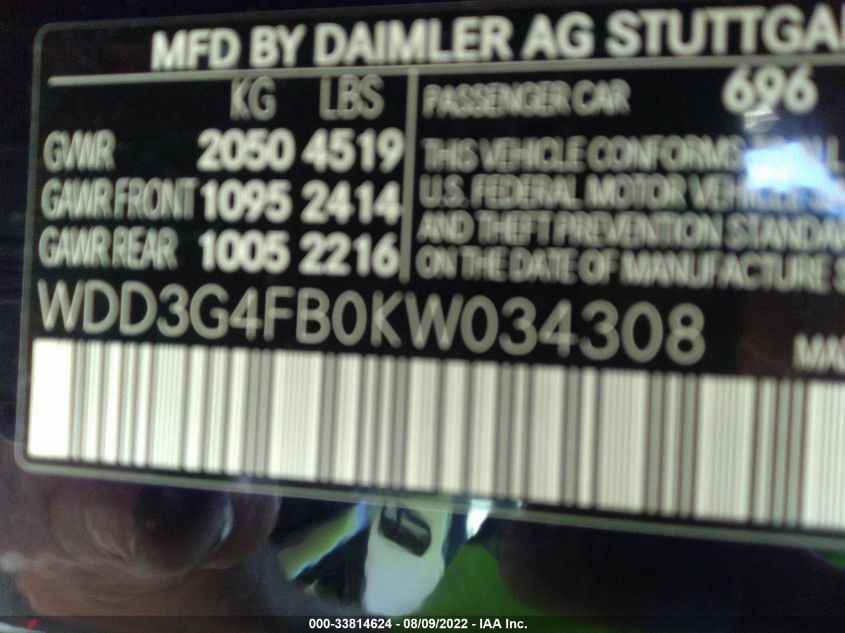 MFD BY DAIMLER AG STUTTGA
KG LBS
GVWR 2050 4519
GAWR FRONT 1095 2414
GAWR REAR 1005 2216
PASSENGER CAR 696
THIS VEHICLE CONFORMS
U.S. FEDERAL MOTOR VEHIC
AND THEFT PREVENTION STANDA
ON THE DATE OF MANUFACTURE S
WDD3G4FB0KW034308
MA
000-33814624 - 08/09/2022 - IAA Inc.